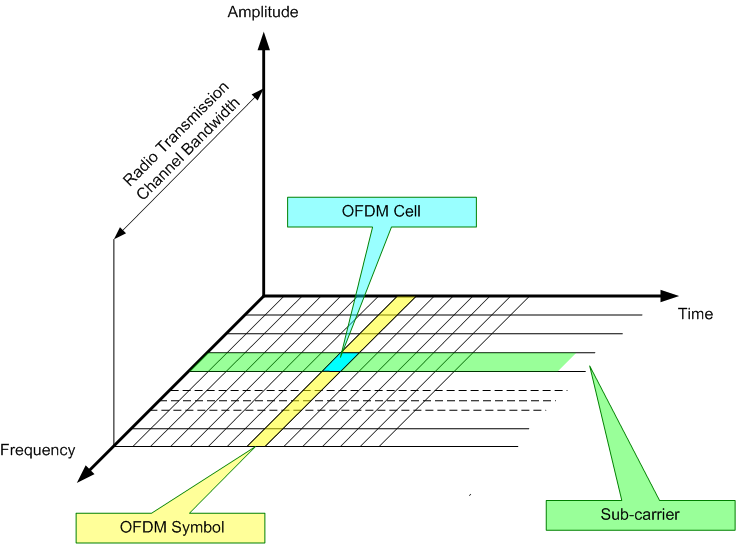 Amplitude
Radio Transmission
Channel Bandwidth
OFDM Cell
Time
Frequency
OFDM Symbol
Sub-carrier